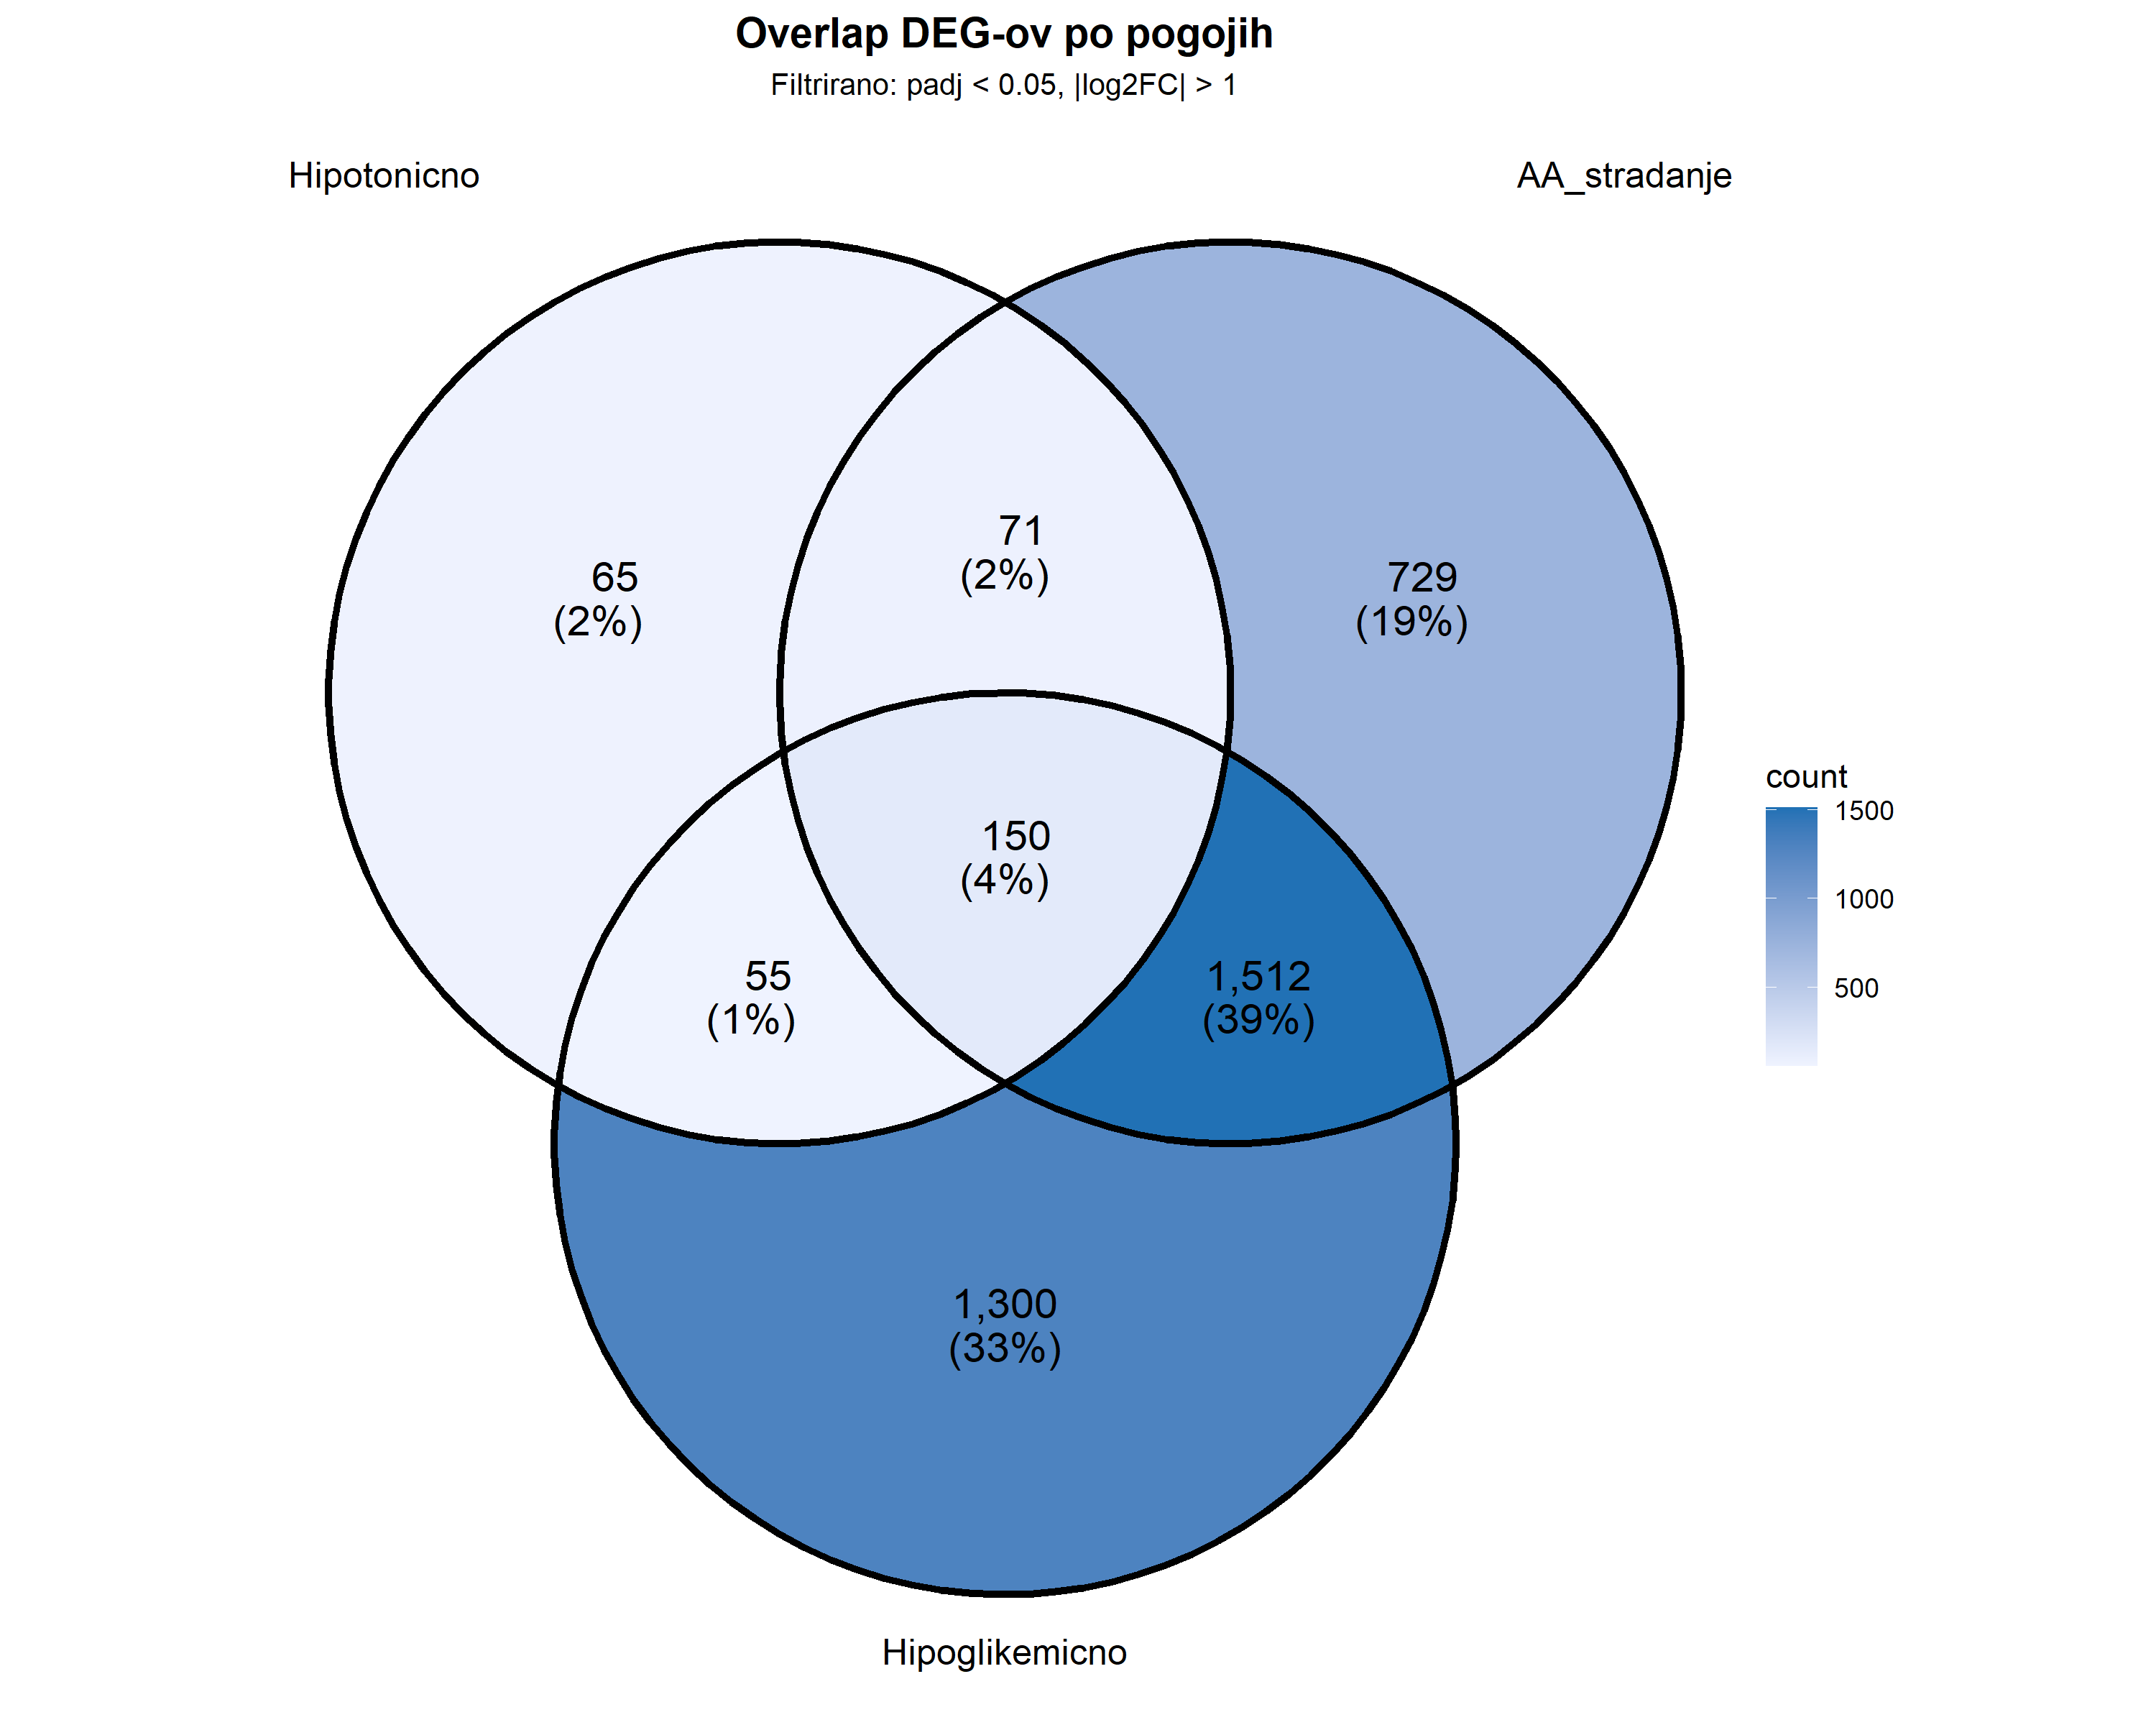 Overlap DEG-ov po pogojih
Filtrirano: padj < 0.05, |log2FC| > 1
Hipotonicno
AA_stradanje
71
(2%)
65
(2%)
729
(19%)
count
1500
1000
500
150
(4%)
55
(1%)
1,512
(39%)
1,300
(33%)
Hipoglikemicno